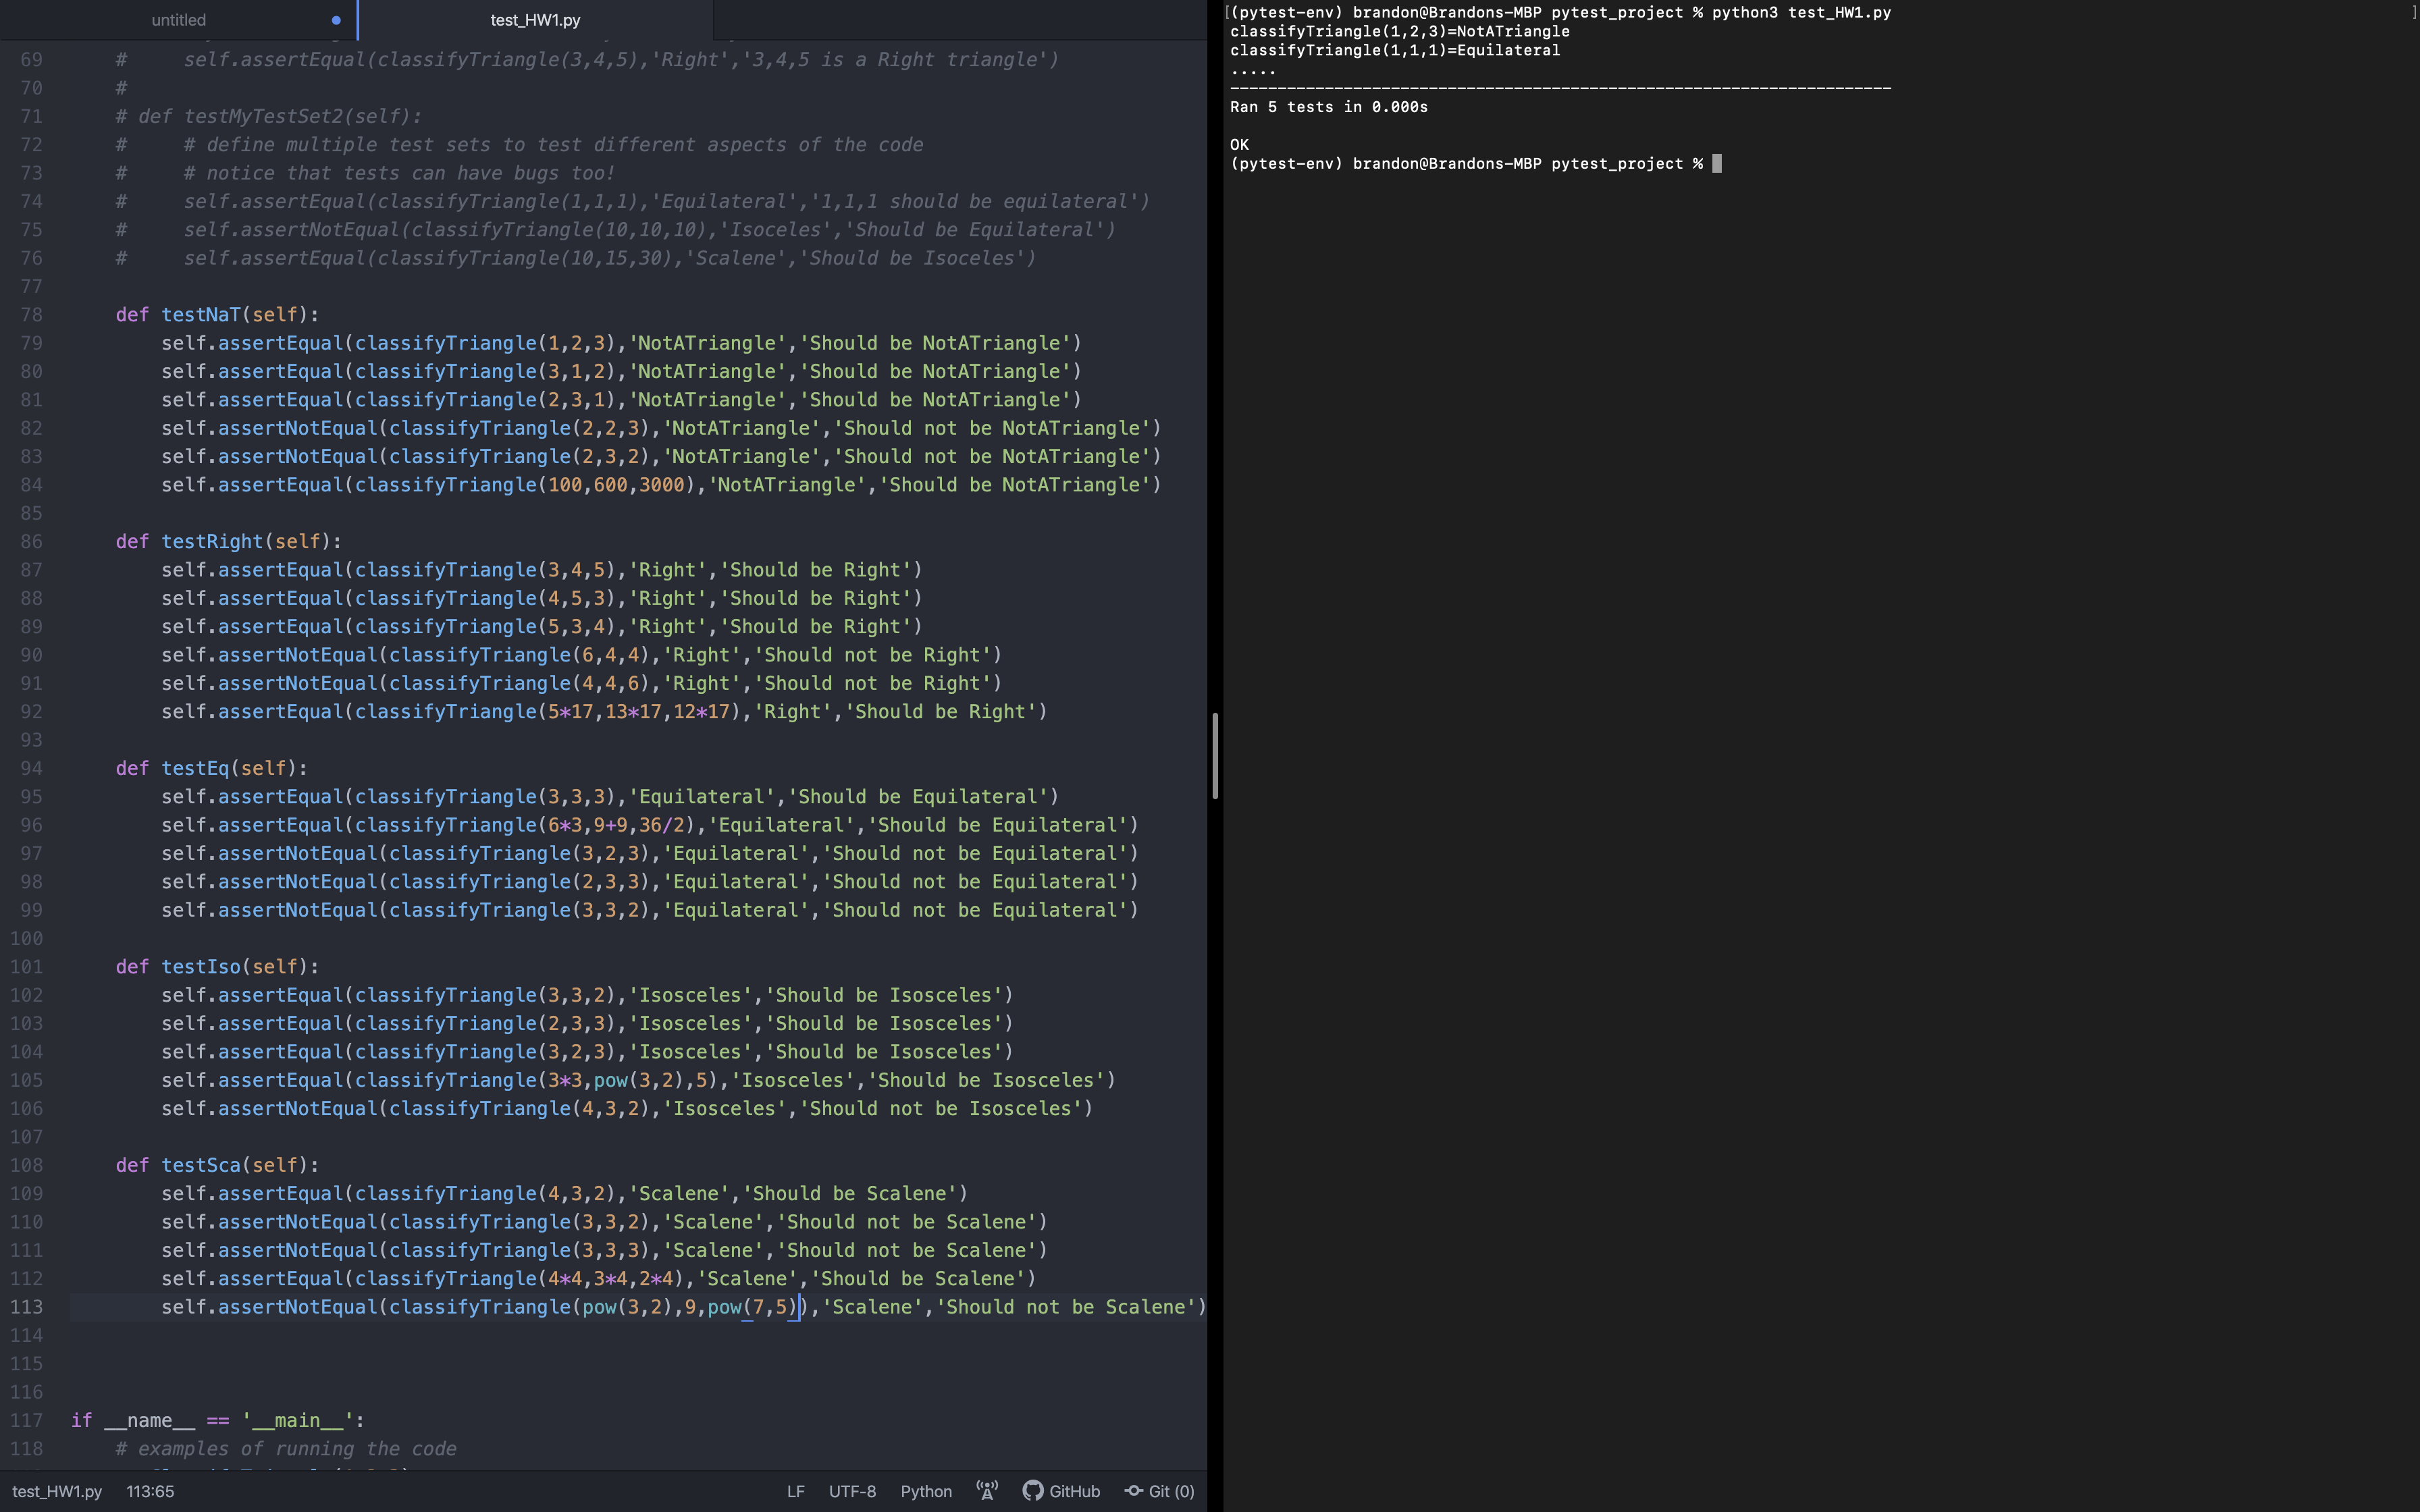 untitled
test_HW1.py
69 #     self.assertEqual(classifyTriangle(3,4,5),'Right','3,4,5 is a Right triangle')
70 #
71 # def testMyTestSet2(self):
72 #     # define multiple test sets to test different aspects of the code
73 #     # notice that tests can have bugs too!
74 #     self.assertEqual(classifyTriangle(1,1,1),'Equilateral','1,1,1 should be equilateral')
75 #     self.assertNotEqual(classifyTriangle(10,10,10),'Isoceles','Should be Equilateral')
76 #     self.assertEqual(classifyTriangle(10,15,30),'Scalene','Should be Isoceles')
77
78 def testNaT(self):
79     self.assertEqual(classifyTriangle(1,2,3),'NotATriangle','Should be NotATriangle')
80     self.assertEqual(classifyTriangle(3,1,2),'NotATriangle','Should be NotATriangle')
81     self.assertEqual(classifyTriangle(2,3,1),'NotATriangle','Should be NotATriangle')
82     self.assertNotEqual(classifyTriangle(2,2,3),'NotATriangle','Should not be NotATriangle')
83     self.assertNotEqual(classifyTriangle(2,3,2),'NotATriangle','Should not be NotATriangle')
84     self.assertEqual(classifyTriangle(100,600,3000),'NotATriangle','Should be NotATriangle')
85
86 def testRight(self):
87     self.assertEqual(classifyTriangle(3,4,5),'Right','Should be Right')
88     self.assertEqual(classifyTriangle(4,5,3),'Right','Should be Right')
89     self.assertEqual(classifyTriangle(5,3,4),'Right','Should be Right')
90     self.assertNotEqual(classifyTriangle(6,4,4),'Right','Should not be Right')
91     self.assertNotEqual(classifyTriangle(4,4,6),'Right','Should not be Right')
92     self.assertEqual(classifyTriangle(5*17,13*17,12*17),'Right','Should be Right')
93
94 def testEq(self):
95     self.assertEqual(classifyTriangle(3,3,3),'Equilateral','Should be Equilateral')
96     self.assertEqual(classifyTriangle(6*3,9+9,36/2),'Equilateral','Should be Equilateral')
97     self.assertNotEqual(classifyTriangle(3,2,3),'Equilateral','Should not be Equilateral')
98     self.assertNotEqual(classifyTriangle(2,3,3),'Equilateral','Should not be Equilateral')
99     self.assertNotEqual(classifyTriangle(3,3,2),'Equilateral','Should not be Equilateral')
100
101 def testIso(self):
102     self.assertEqual(classifyTriangle(3,3,2),'Isosceles','Should be Isosceles')
103     self.assertEqual(classifyTriangle(2,3,3),'Isosceles','Should be Isosceles')
104     self.assertEqual(classifyTriangle(3,2,3),'Isosceles','Should be Isosceles')
105     self.assertEqual(classifyTriangle(3*3,pow(3,2),5),'Isosceles','Should be Isosceles')
106     self.assertNotEqual(classifyTriangle(4,3,2),'Isosceles','Should not be Isosceles')
107
108 def testSca(self):
109     self.assertEqual(classifyTriangle(4,3,2),'Scalene','Should be Scalene')
110     self.assertNotEqual(classifyTriangle(3,3,2),'Scalene','Should not be Scalene')
111     self.assertNotEqual(classifyTriangle(3,3,3),'Scalene','Should not be Scalene')
112     self.assertEqual(classifyTriangle(4*4,3*4,2*4),'Scalene','Should be Scalene')
113     self.assertNotEqual(classifyTriangle(pow(3,2),9,pow(7,5)),'Scalene','Should not be Scalene')
114
115
116
117 if __name__ == '__main__':
118     # examples of running the code
test_HW1.py 113:65 LF UTF-8 Python GitHub Git (0)
[(pytest-env) brandon@Brandons-MBP pytest_project % python3 test_HW1.py ]
classifyTriangle(1,2,3)=NotATriangle
classifyTriangle(1,1,1)=Equilateral
.....
----------------------------------------------------------------------
Ran 5 tests in 0.000s
OK
(pytest-env) brandon@Brandons-MBP pytest_project %